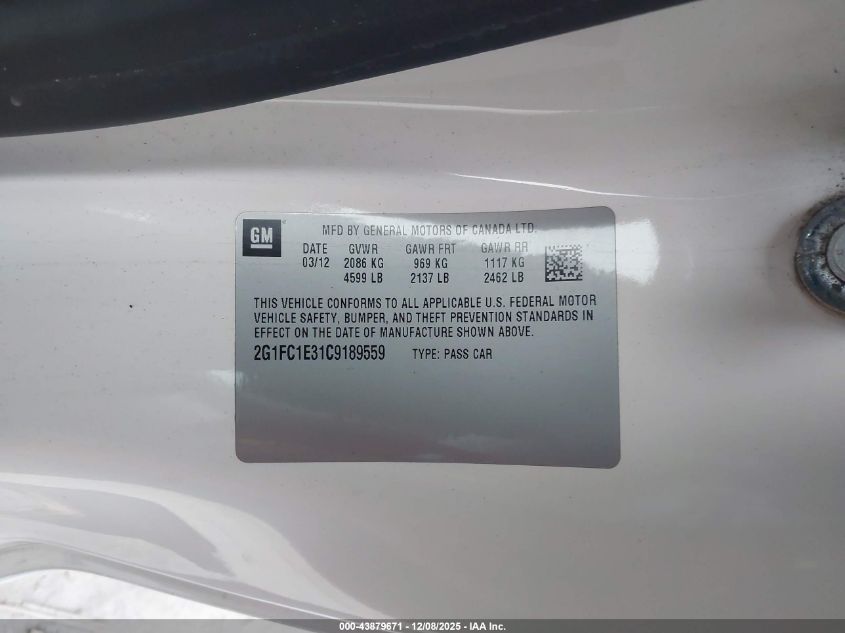 GM
MFD BY GENERAL MOTORS OF CANADA LTD.
DATE GVWR GAWR FRT GAWR RR
03/12 2086 KG 969 KG 1117 KG
4599 LB 2137 LB 2462 LB
THIS VEHICLE CONFORMS TO ALL APPLICABLE U.S. FEDERAL MOTOR
VEHICLE SAFETY, BUMPER, AND THEFT PREVENTION STANDARDS IN
EFFECT ON THE DATE OF MANUFACTURE SHOWN ABOVE.
2G1FC1E31C9189559 TYPE: PASS CAR
000-43879671 - 12/08/2025 - IAA Inc.